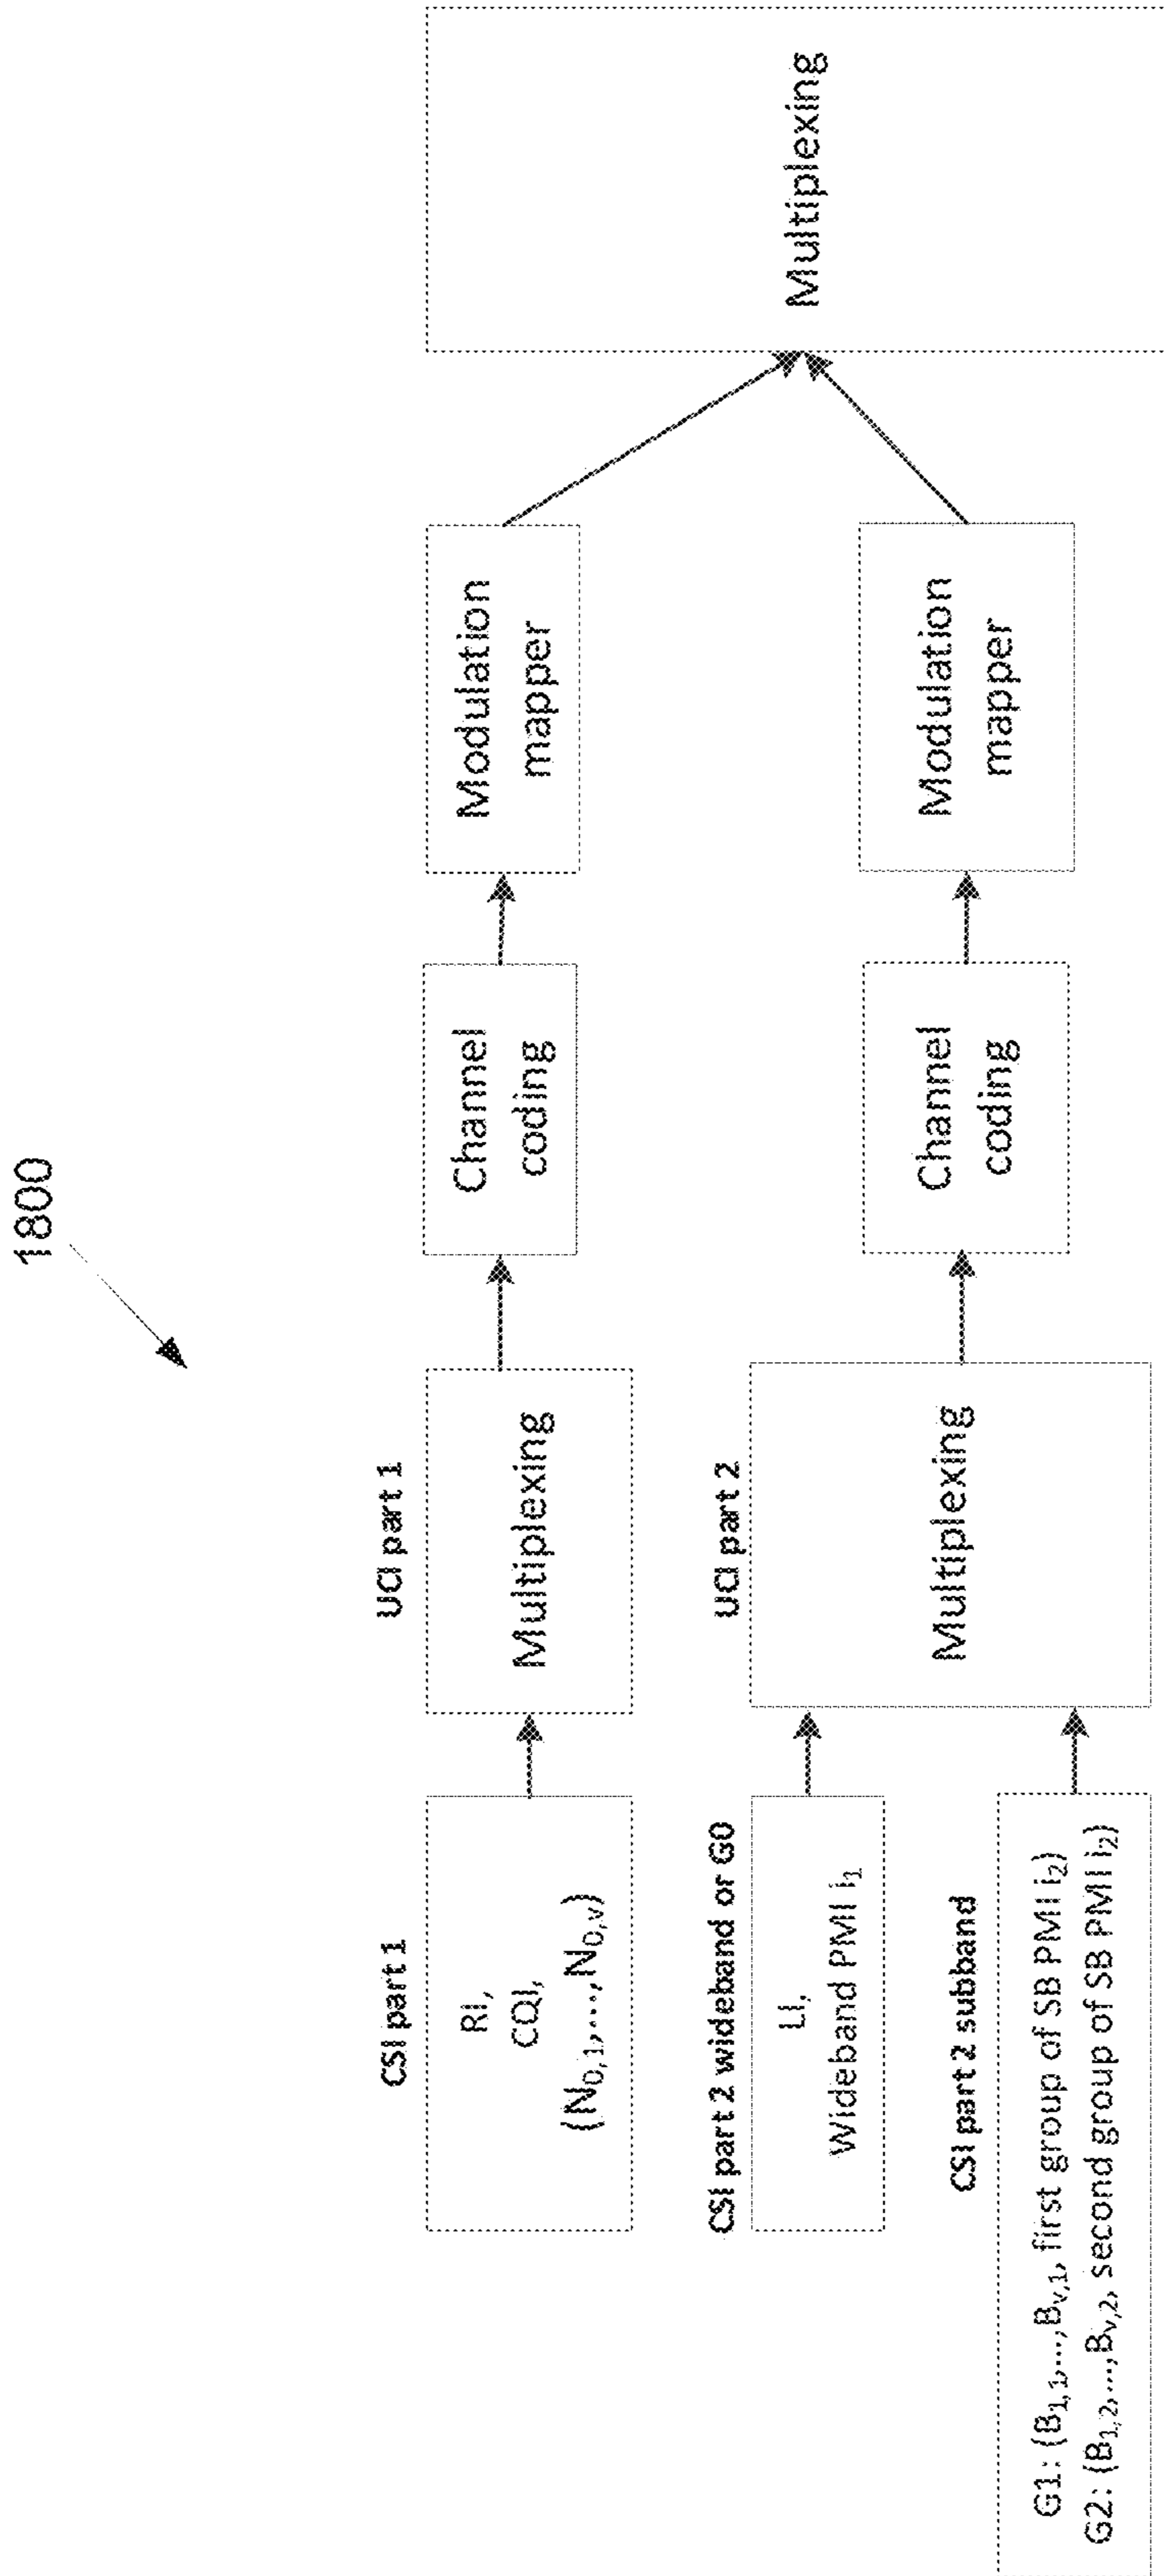 1800
CSI part 1
RI,
CQI,
(N₀,₁,...,N₀,ᵥ)
UCI part 1
Multiplexing
Channel
coding
Modulation
mapper
CSI part 2 wideband or G0
LI,
Wideband PMI i₁
CSI part 2 subband
G1: (B₁,₁,...,Bᵥ,₁, first group of SB PMI i₂)
G2: (B₁,₂,...,Bᵥ,₂, second group of SB PMI i₂)
UCI part 2
Multiplexing
Channel
coding
Modulation
mapper
Multiplexing